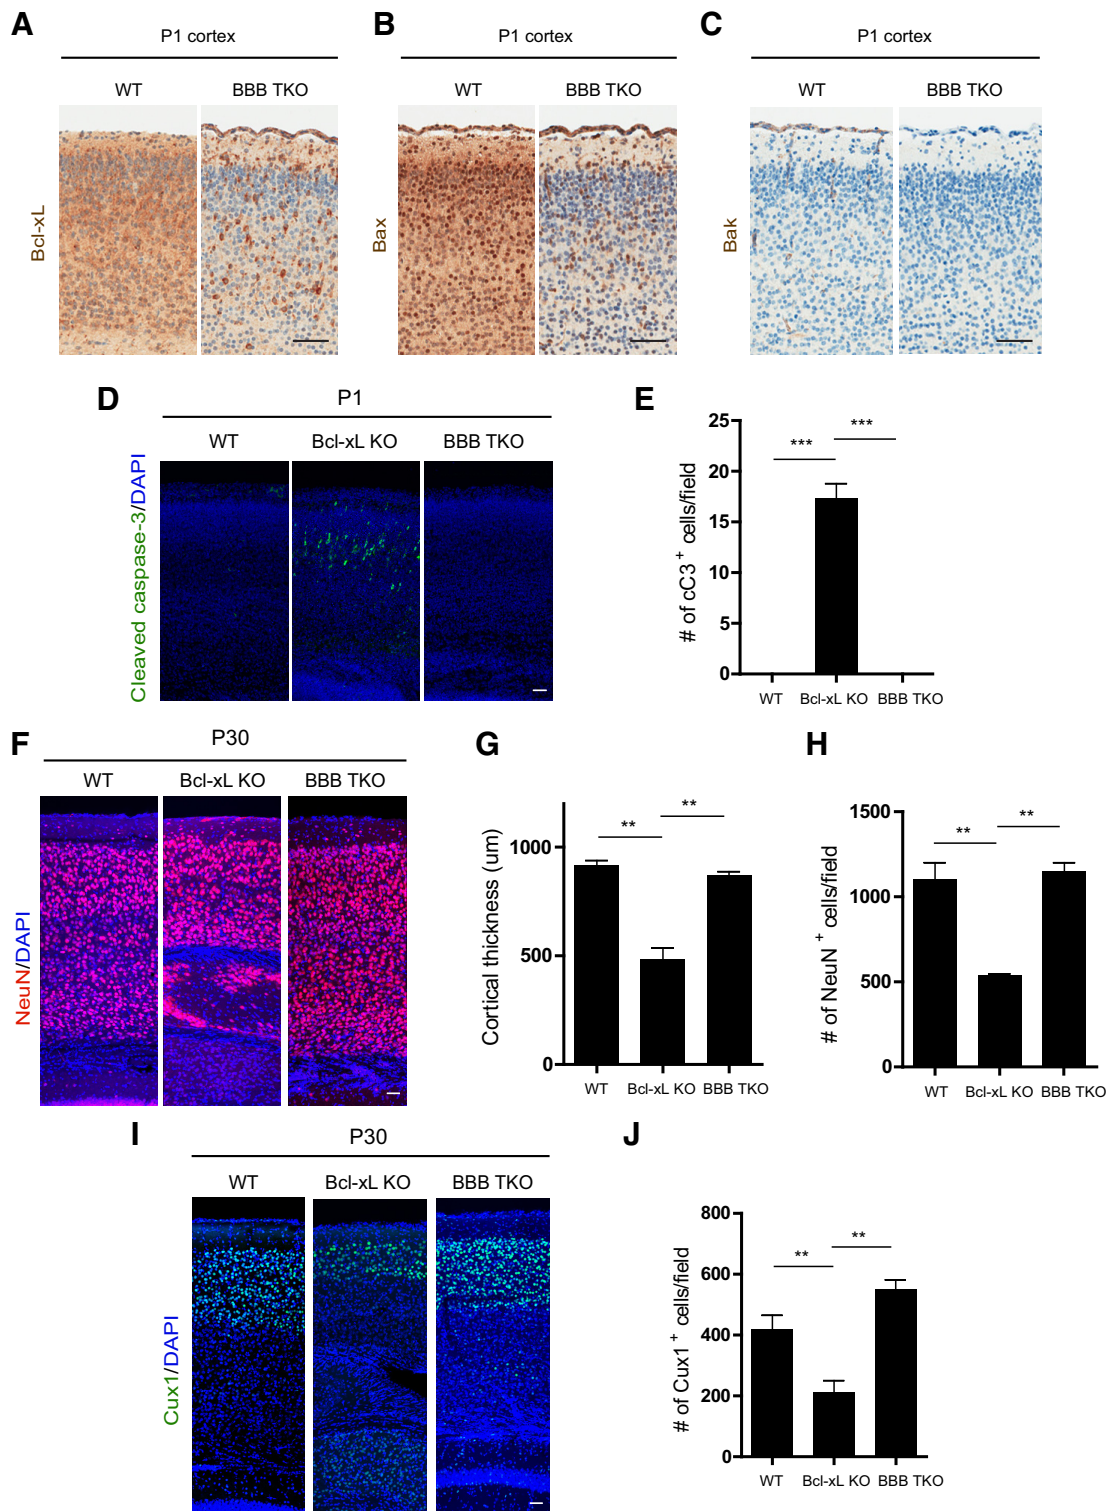 A
B
C
P1 cortex
P1 cortex
P1 cortex
WT
BBB TKO
WT
BBB TKO
WT
BBB TKO
Bcl-xL
Bax
Bak
D
E
P1
WT
Bcl-xL KO
BBB TKO
Cleaved caspase-3/DAPI
# of cC3 + cells/field
25
20
15
10
5
0
***
***
WT
Bcl-xL KO
BBB TKO
F
G
H
P30
WT
Bcl-xL KO
BBB TKO
NeuN/DAPI
Cortical thickness (um)
1000
500
0
**
**
WT
Bcl-xL KO
BBB TKO
# of NeuN + cells/field
1500
1000
500
0
**
**
WT
Bcl-xL KO
BBB TKO
I
J
P30
WT
Bcl-xL KO
BBB TKO
Cux1/DAPI
# of Cux1 + cells/field
800
600
400
200
0
**
**
WT
Bcl-xL KO
BBB TKO